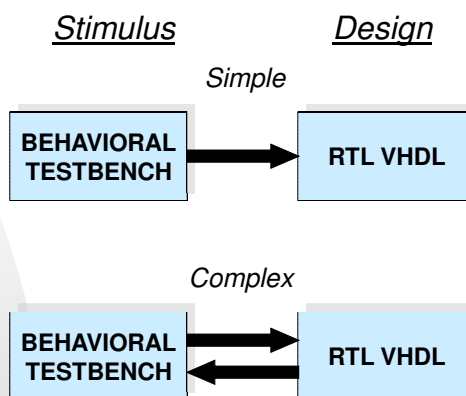 Stimulus Design
Simple
BEHAVIORAL
TESTBENCH
RTL VHDL
Complex
BEHAVIORAL
TESTBENCH
RTL VHDL